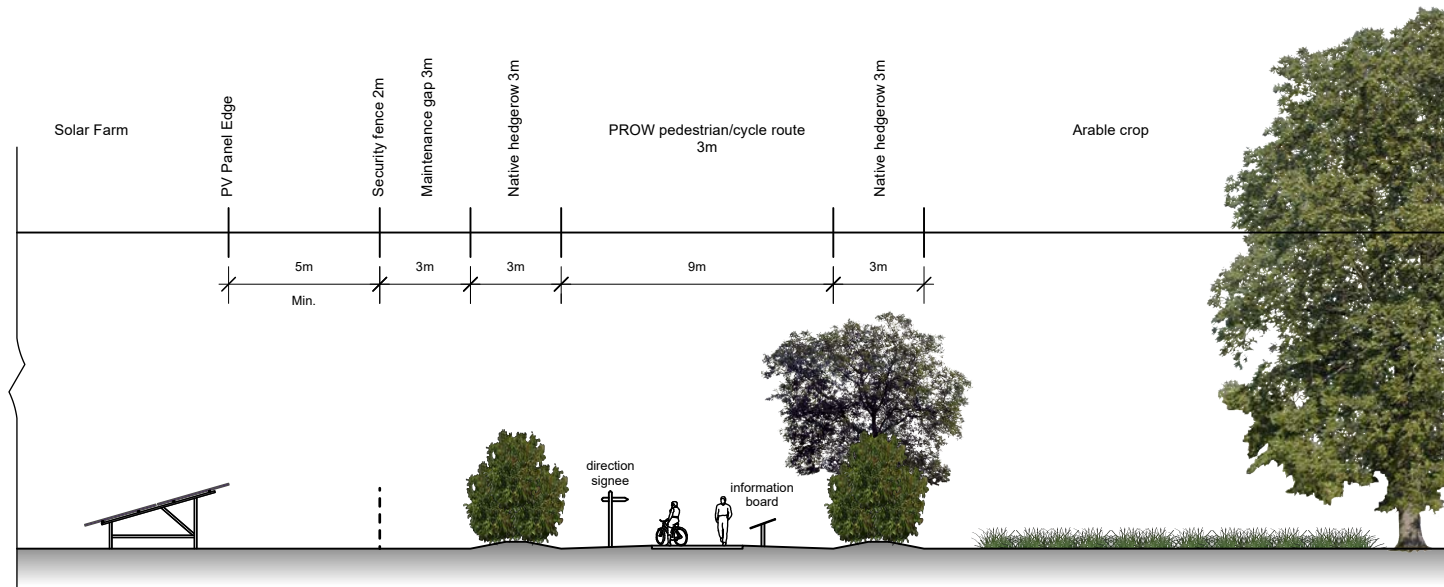 Solar Farm
PV Panel Edge
Security fence 2m
Maintenance gap 3m
Native hedgerow 3m
PROW pedestrian/cycle route
3m
Native hedgerow 3m
Arable crop
5m
Min.
3m
3m
9m
3m
direction
signee
information
board